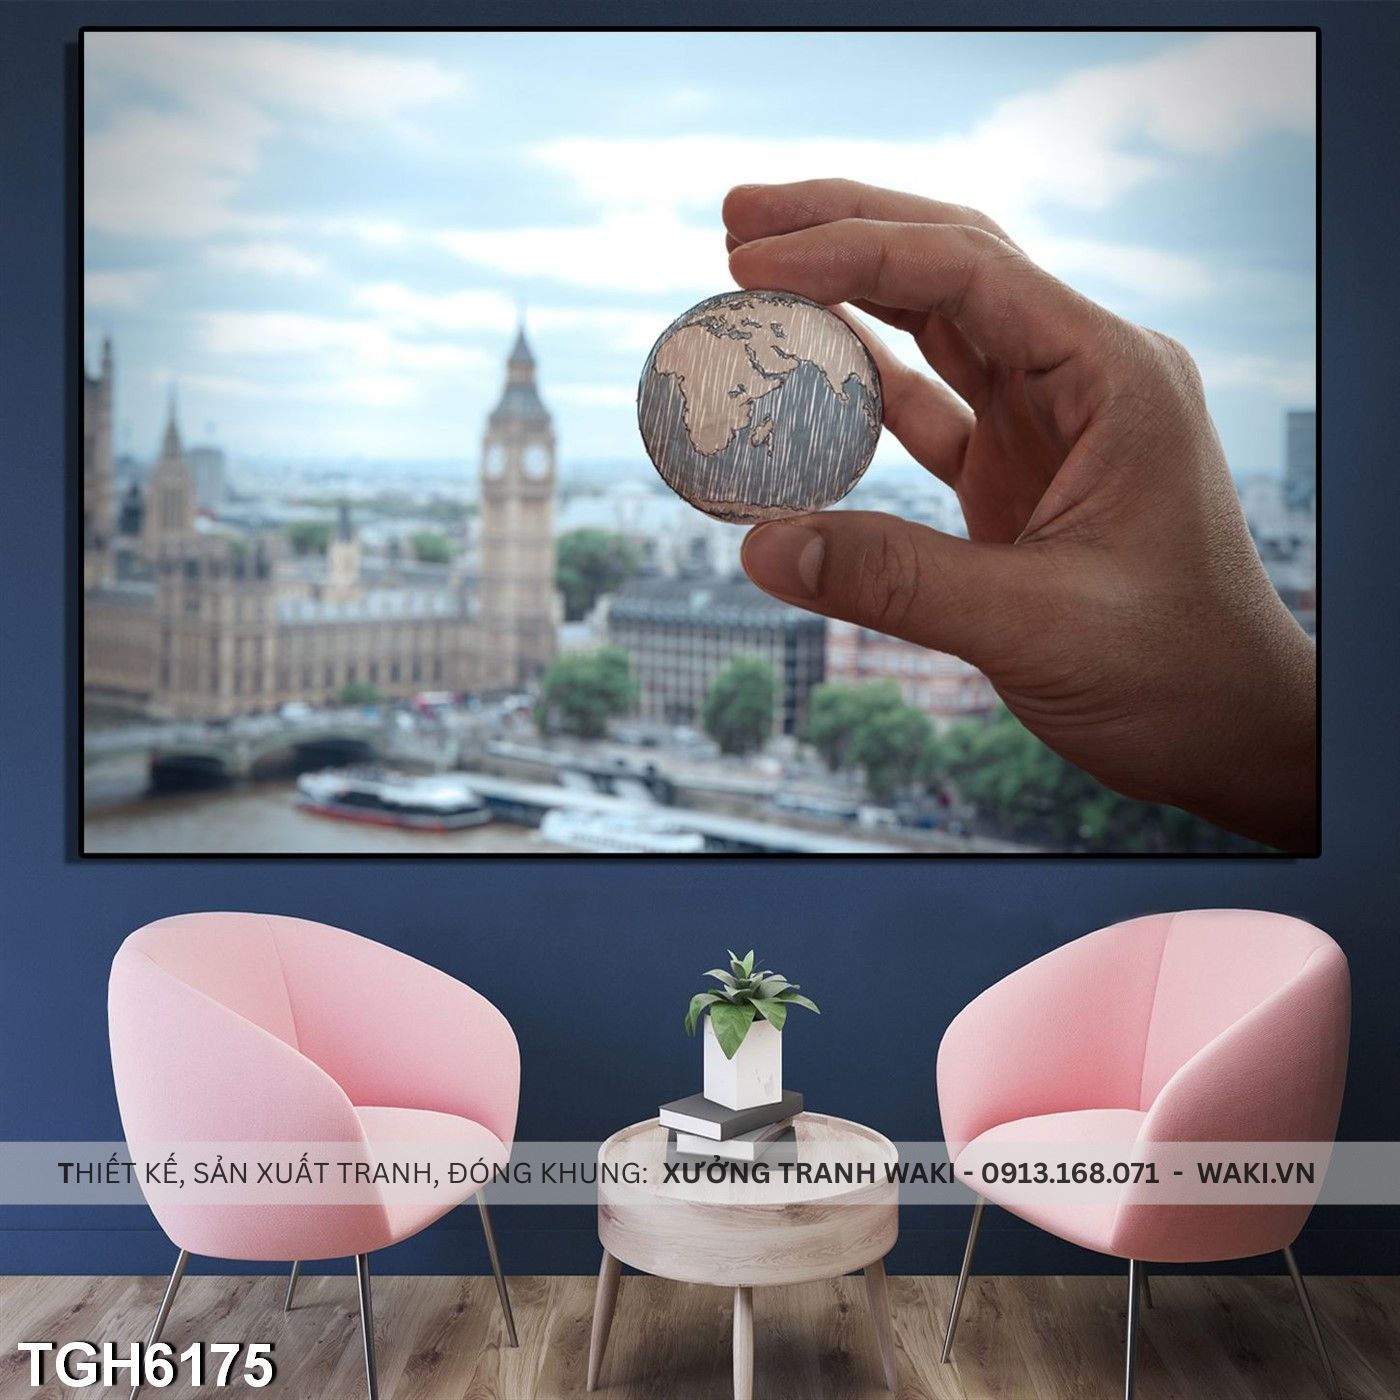 THIẾT KẾ, SẢN XUẤT TRANH, ĐÓNG KHUNG: XƯỞNG TRANH WAKI - 0913.168.071 - WAKI.VN
TGH6175